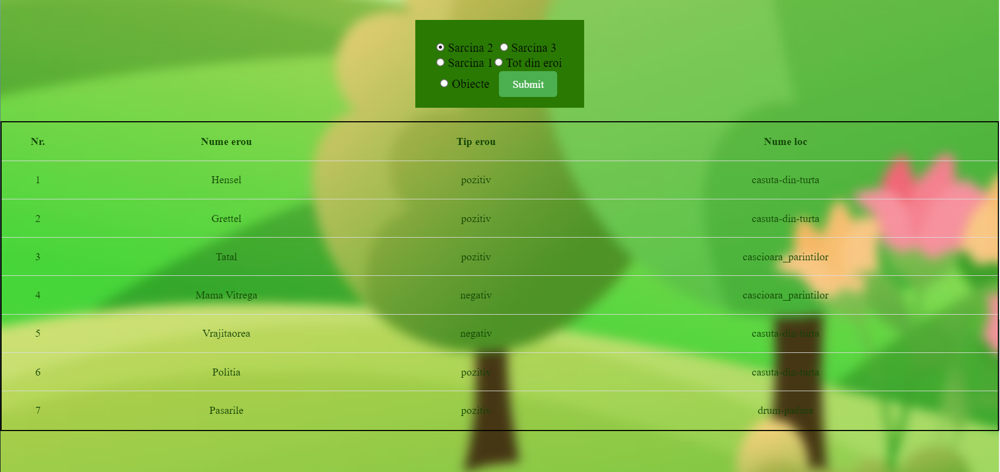 Sarcina 2 Sarcina 3
Sarcina 1 Tot din eroi
Obiecte Submit
Nr. Nume erou Tip erou Nume loc
1 Hensel pozitiv casuta-din-turta
2 Grettel pozitiv casuta-din-turta
3 Tatal pozitiv cascioara_parintilor
4 Mama Vitrega negativ cascioara_parintilor
5 Vrajitaorea negativ casuta-din-turta
6 Politia pozitiv casuta-din-turta
7 Pasarile pozitiv drum-padure